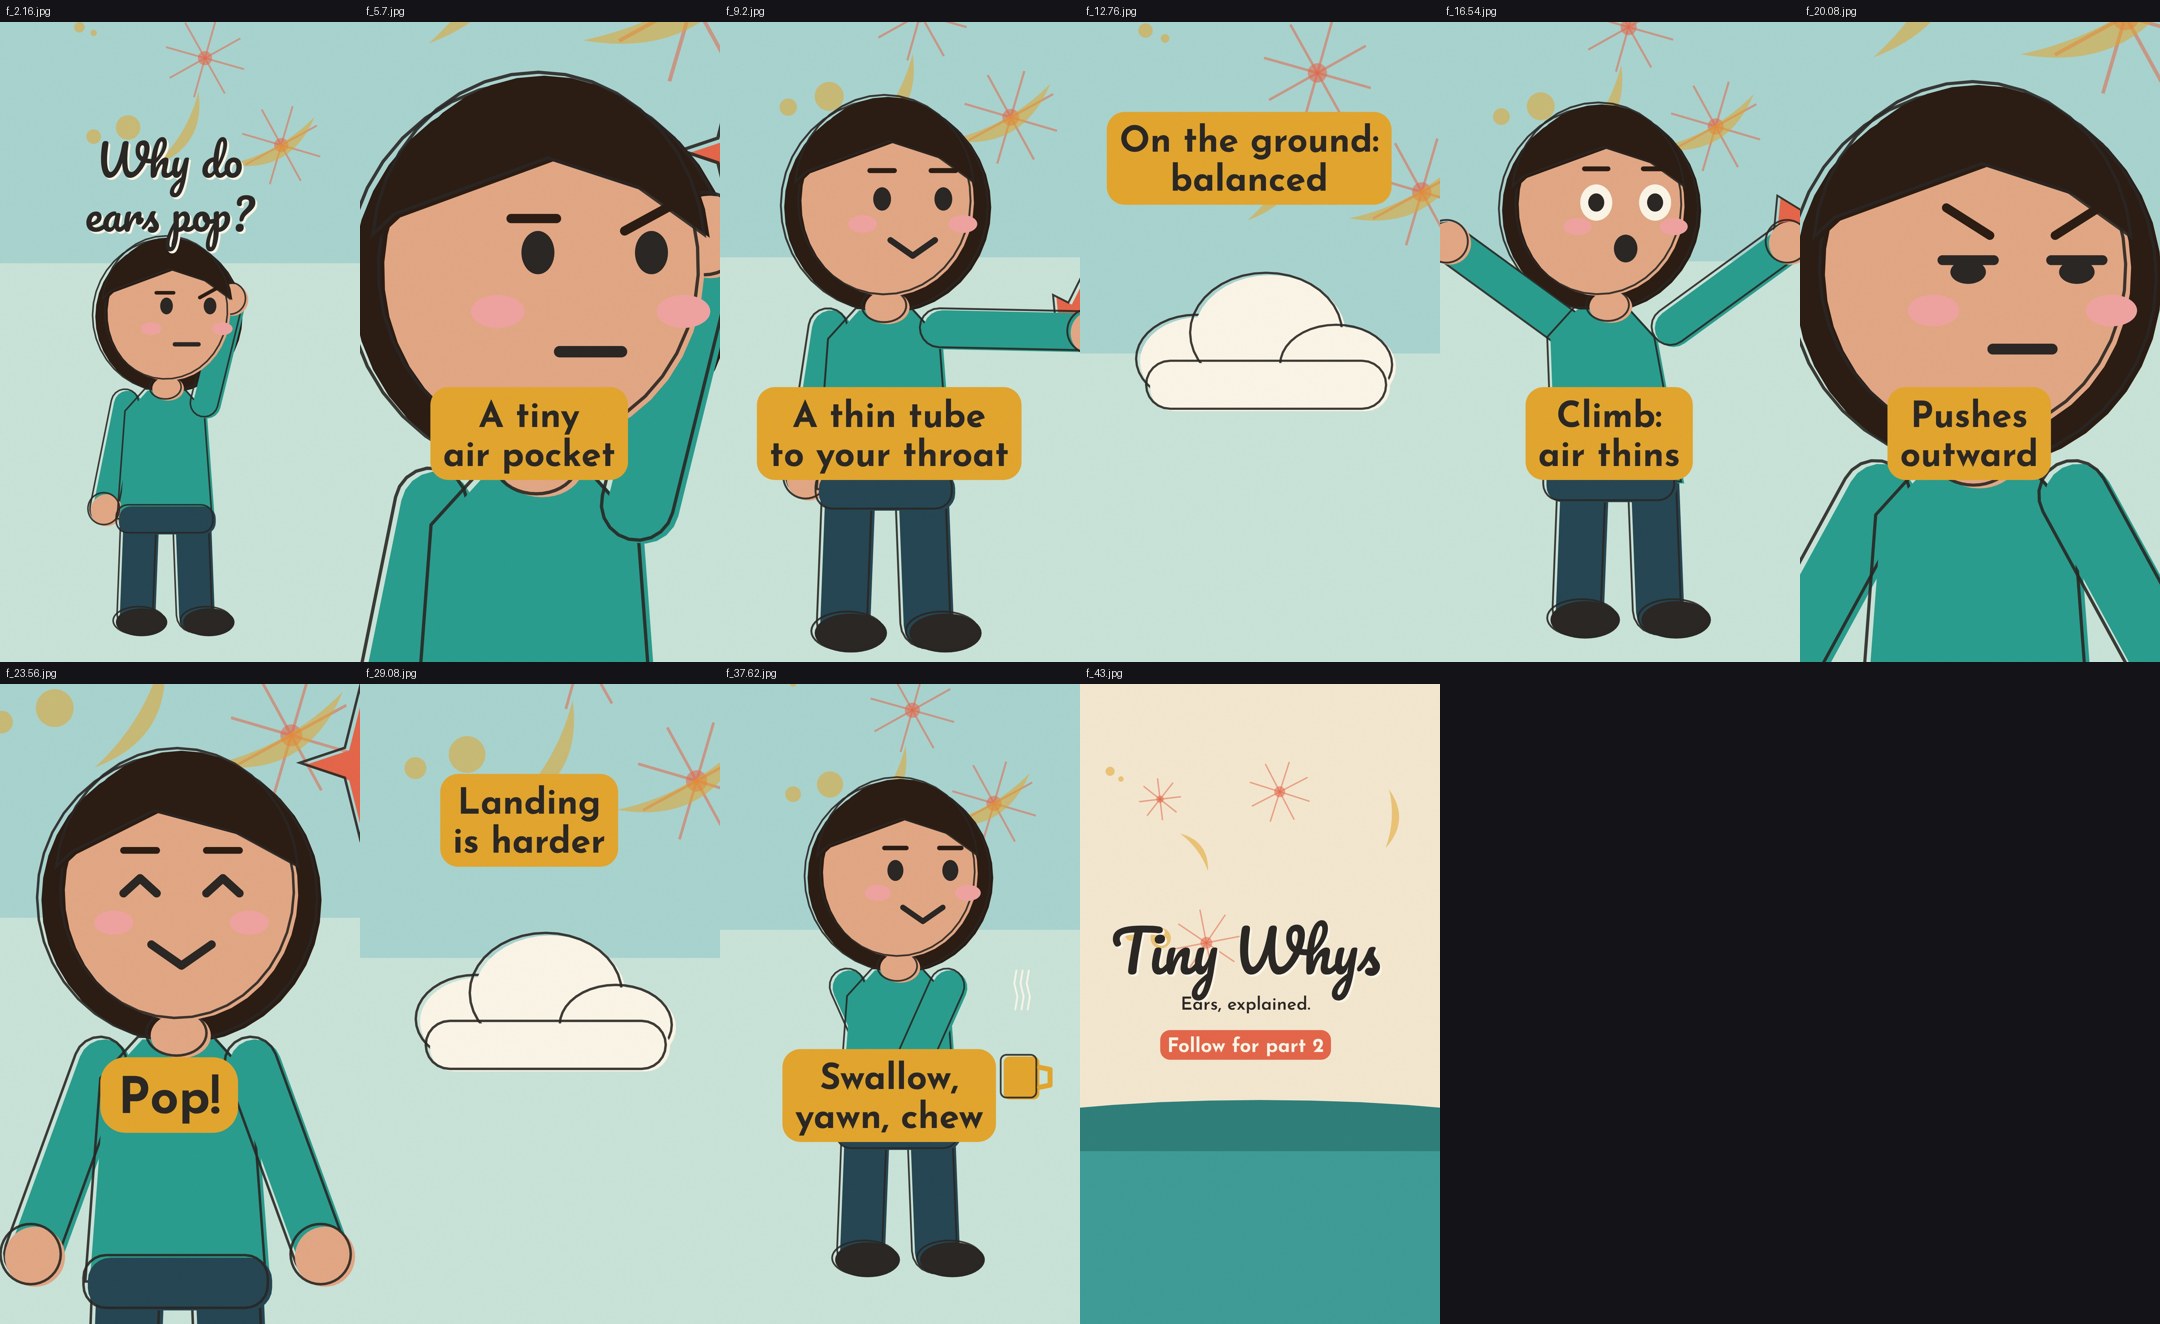 f_2.16.jpg
f_5.7.jpg
f_9.2.jpg
f_12.76.jpg
f_16.54.jpg
f_20.08.jpg
Why do
ears pop?
A tiny
air pocket
A thin tube
to your throat
On the ground:
balanced
Climb:
air thins
Pushes
outward
f_23.56.jpg
f_29.08.jpg
f_37.62.jpg
f_43.jpg
Pop!
Landing
is harder
Swallow,
yawn, chew
Tiny Whys
Ears, explained.
Follow for part 2